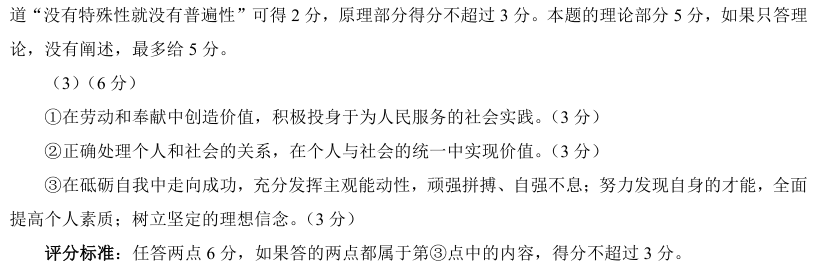 道“没有特殊性就没有普遍性”可得 2 分，原理部分得分不超过 3 分。本题的理论部分 5 分，如果只答理
论，没有阐述，最多给 5 分。
（3）（6 分）
①在劳动和奉献中创造价值，积极投身于为人民服务的社会实践。（3 分）
②正确处理个人和社会的关系，在个人与社会的统一中实现价值。（3 分）
③在砥砺自我中走向成功，充分发挥主观能动性，顽强拼搏、自强不息；努力发现自身的才能，全面
提高个人素质；树立坚定的理想信念。（3 分）
评分标准：任答两点 6 分，如果答的两点都属于第③点中的内容，得分不超过 3 分。